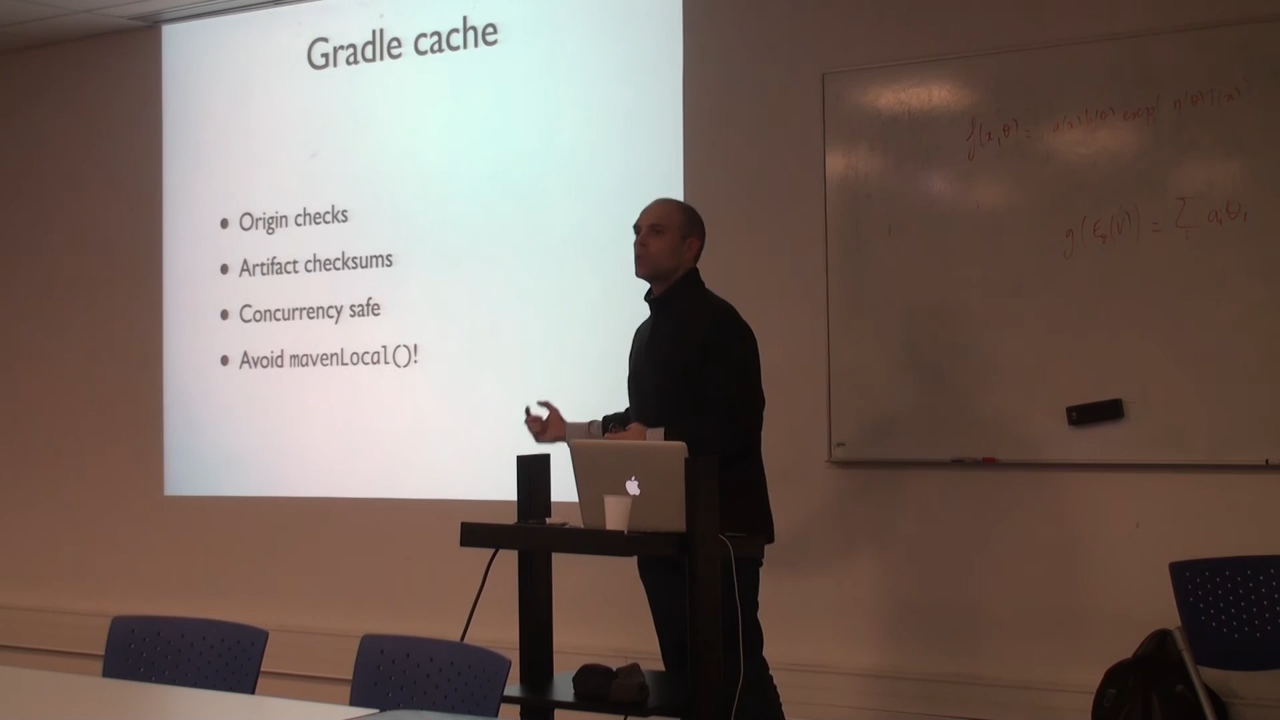 Gradle cache
• Origin checks
• Artifact checksums
• Concurrency safe
• Avoid mavenLocal()!
f(x,θ) =
g(